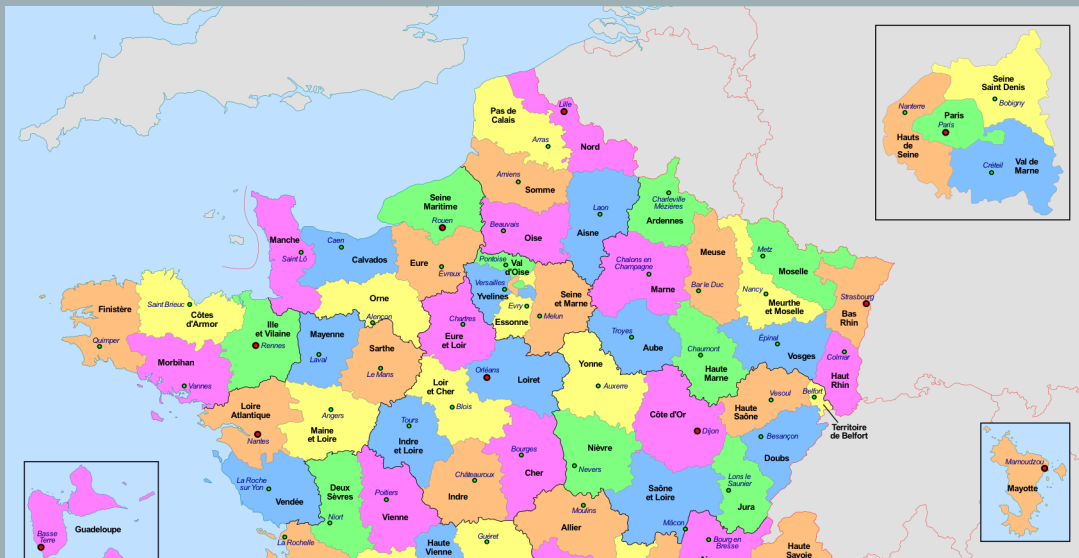 Lille
Pas de
Calais
Arras
Nord
Amiens
Somme
Seine
Maritime
Rouen
Beauvais
Oise
Laon
Aisne
Charleville
Mézières
Ardennes
Seine
Saint Denis
Bobigny
Nanterre
Paris
Paris
Hauts
de
Seine
Créteil
Val de
Marne
Manche
Saint Lô
Caen
Calvados
Eure
Evreux
Pontoise
Val
d'Oise
Versailles
Yvelines
Evry
Essonne
Seine
et Marne
Melun
Chalons en
Champagne
Marne
Meuse
Bar le Duc
Metz
Moselle
Nancy
Meurthe
et Moselle
Strasbourg
Bas
Rhin
Finistère
Quimper
Saint Brieuc
Côtes
d'Armor
Ille
et Vilaine
Rennes
Morbihan
Vannes
Orne
Alençon
Mayenne
Laval
Sarthe
Le Mans
Chartres
Eure
et Loir
Orléans
Loiret
Loir
et Cher
Blois
Yonne
Auxerre
Troyes
Aube
Chaumont
Haute
Marne
Epinal
Vosges
Colmar
Haut
Rhin
Belfort
Territoire
de Belfort
Vesoul
Haute
Saône
Côte d'Or
Dijon
Besançon
Doubs
Loire
Atlantique
Nantes
Angers
Maine
et Loire
Tours
Indre
et Loire
Bourges
Cher
Nièvre
Nevers
Châteauroux
Indre
La Roche
sur Yon
Vendée
Deux
Sèvres
Niort
Poitiers
Vienne
Saône
et Loire
Mâcon
Lons le
Saunier
Jura
Moulins
Allier
La Rochelle
Haute
Vienne
Guéret
Bourg en
Bresse
Haute
Savoie
Guadeloupe
Basse
Terre
Mamoudzou
Mayotte